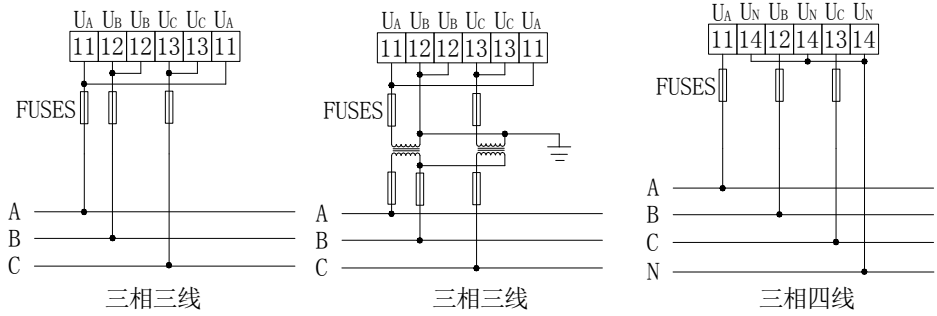 UA UB UB UC UC UA
11 12 12 13 13 11
FUSES
A
B
C
三相三线
UA UB UB UC UC UA
11 12 12 13 13 11
FUSES
A
B
C
三相三线
UA UN UB UN UC UN
11 14 12 14 13 14
FUSES
A
B
C
N
三相四线